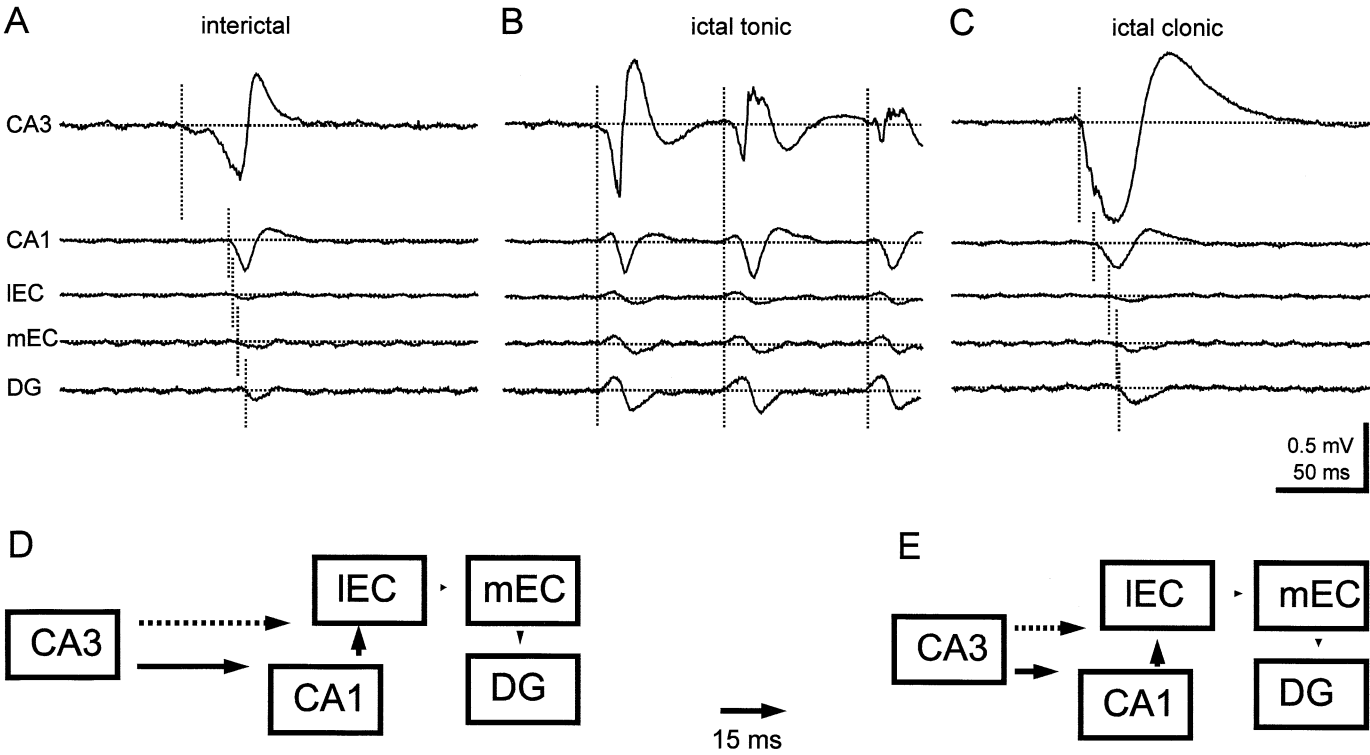 A
interictal
B
ictal tonic
C
ictal clonic
CA3
CA1
lEC
mEC
DG
0.5 mV
50 ms
D
CA3
lEC
mEC
CA1
DG
15 ms
E
CA3
lEC
mEC
CA1
DG